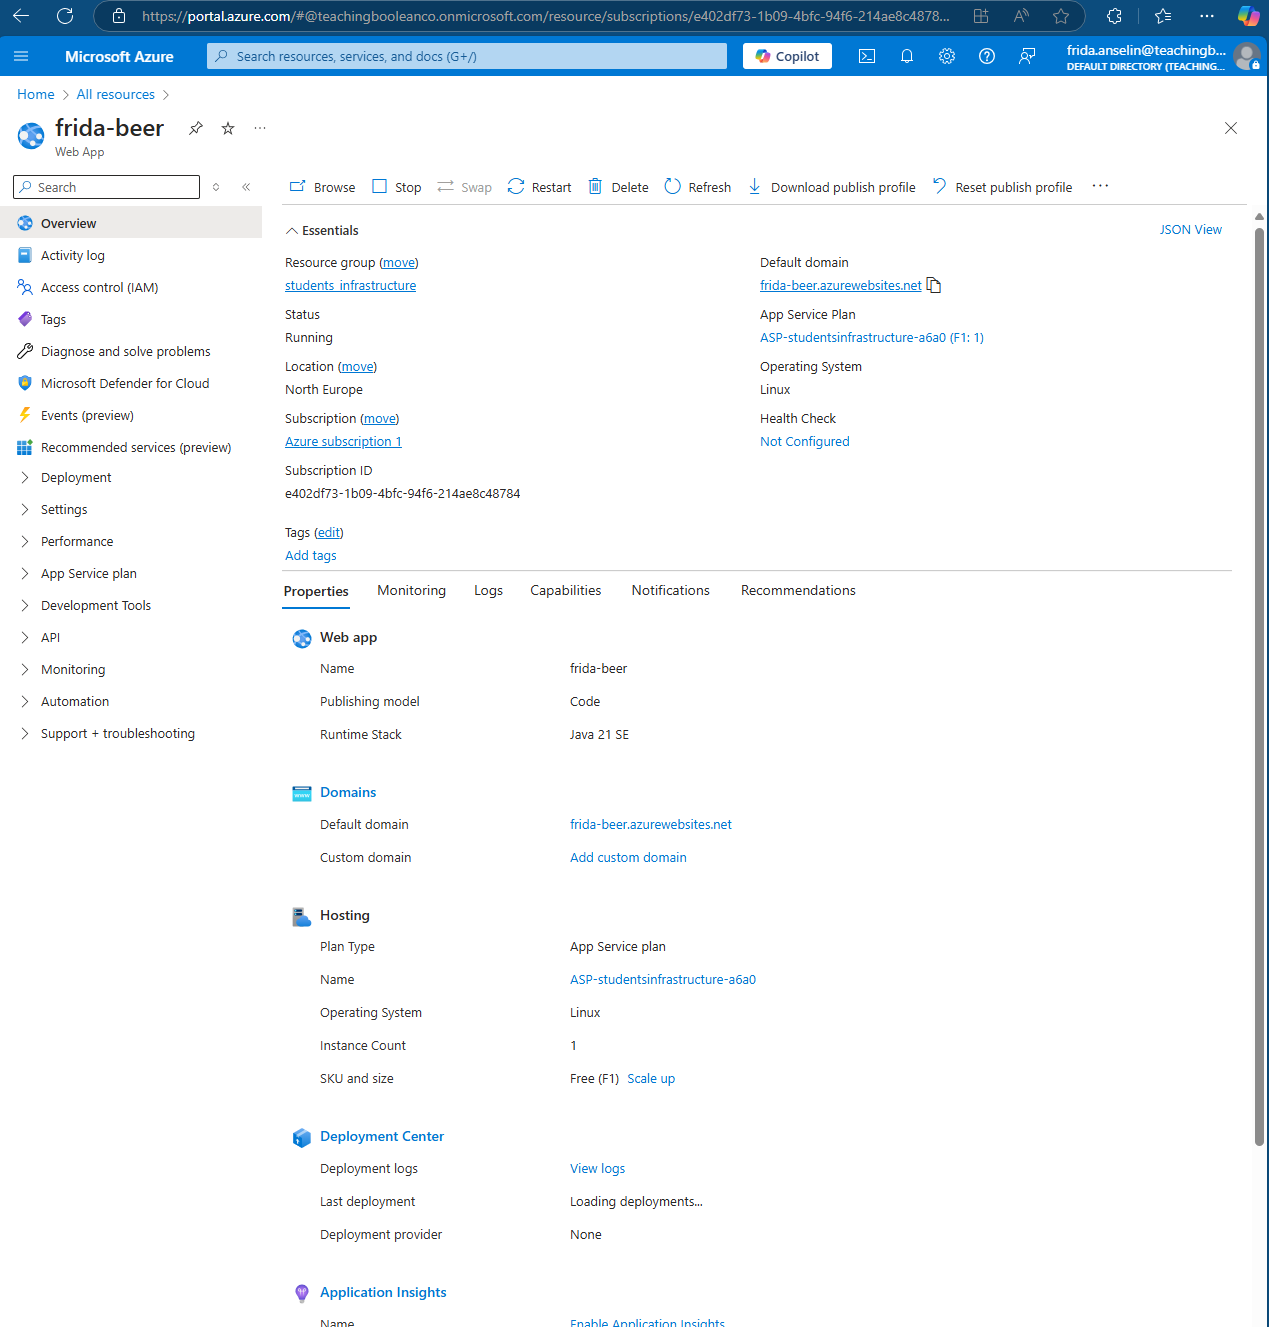 https://portal.azure.com/#@teachingbooleanco.onmicrosoft.com/resource/subscriptions/e402df73-1b09-4bfc-94f6-214ae8c4878...
Microsoft Azure
Search resources, services, and docs (G+/)
Copilot
frida.anselin@teachingb...
DEFAULT DIRECTORY (TEACHING...
Home > All resources >
frida-beer
Web App
Search
Overview
Activity log
Access control (IAM)
Tags
Diagnose and solve problems
Microsoft Defender for Cloud
Events (preview)
Recommended services (preview)
Deployment
Settings
Performance
App Service plan
Development Tools
API
Monitoring
Automation
Support + troubleshooting
Browse Stop Swap Restart Delete Refresh Download publish profile Reset publish profile ...
Essentials
JSON View
Resource group (move)
students_infrastructure
Status
Running
Location (move)
North Europe
Subscription (move)
Azure subscription 1
Subscription ID
e402df73-1b09-4bfc-94f6-214ae8c48784
Default domain
frida-beer.azurewebsites.net
App Service Plan
ASP-studentsinfrastructure-a6a0 (F1: 1)
Operating System
Linux
Health Check
Not Configured
Tags (edit)
Add tags
Properties Monitoring Logs Capabilities Notifications Recommendations
Web app
Name frida-beer
Publishing model Code
Runtime Stack Java 21 SE
Domains
Default domain frida-beer.azurewebsites.net
Custom domain Add custom domain
Hosting
Plan Type App Service plan
Name ASP-studentsinfrastructure-a6a0
Operating System Linux
Instance Count 1
SKU and size Free (F1) Scale up
Deployment Center
Deployment logs View logs
Last deployment Loading deployments...
Deployment provider None
Application Insights
Name Enable Application Insights